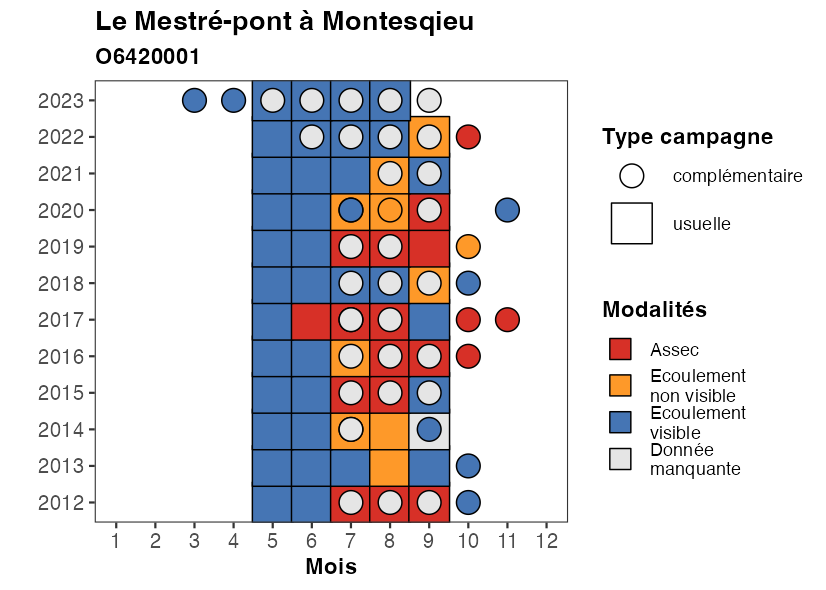 Le Mestré-pont à Montesqieu
O6420001
2023
2022
2021
2020
2019
2018
2017
2016
2015
2014
2013
2012
1 2 3 4 5 6 7 8 9 10 11 12
Mois
Type campagne
complémentaire
usuelle
Modalités
Assec
Ecoulement
non visible
Ecoulement
visible
Donnée
manquante